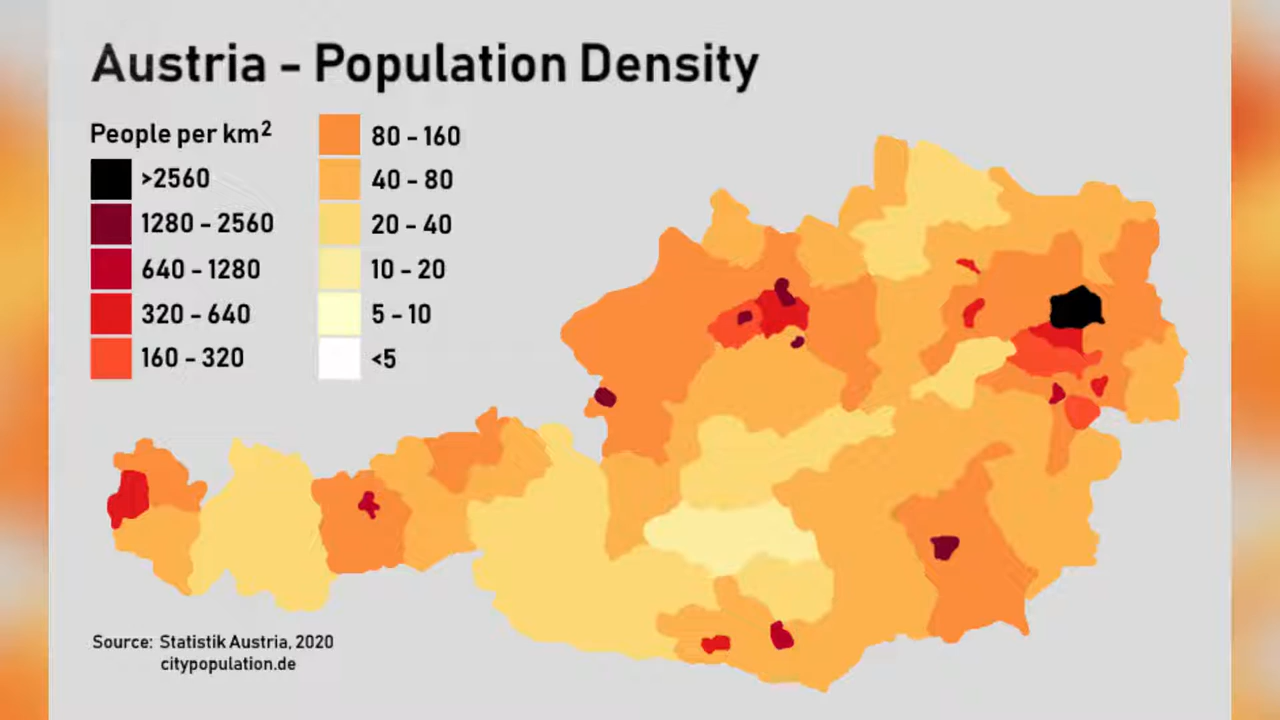 Austria - Population Density
People per km²
>2560
1280 - 2560
640 - 1280
320 - 640
160 - 320
80 - 160
40 - 80
20 - 40
10 - 20
5 - 10
<5
Source: Statistik Austria, 2020
citypopulation.de